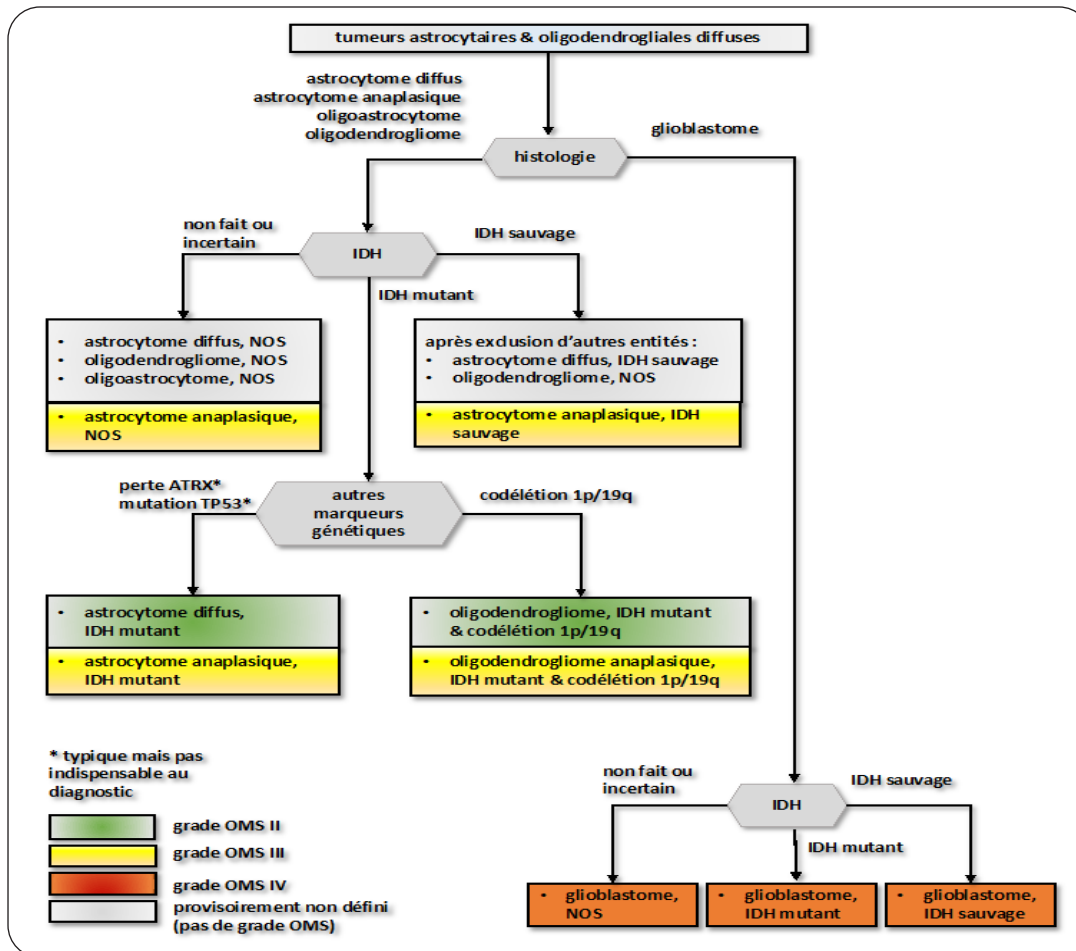 tumeurs astrocytaires & oligodendrogliales diffuses
astrocytome diffus
astrocytome anaplasique
oligoastrocytome
oligodendrogliome
glioblastome
histologie
non fait ou
incertain
IDH sauvage
IDH
IDH mutant
• astrocytome diffus, NOS
• oligodendrogliome, NOS
• oligoastrocytome, NOS
• astrocytome anaplasique,
NOS
après exclusion d’autres entités :
• astrocytome diffus, IDH sauvage
• oligodendrogliome, NOS
• astrocytome anaplasique, IDH
sauvage
perte ATRX*
mutation TP53*
autres
marqueurs
génétiques
codélétion 1p/19q
• astrocytome diffus,
IDH mutant
• astrocytome anaplasique,
IDH mutant
• oligodendrogliome, IDH mutant
& codélétion 1p/19q
• oligodendrogliome anaplasique,
IDH mutant & codélétion 1p/19q
* typique mais pas
indispensable au
diagnostic
grade OMS II
grade OMS III
grade OMS IV
provisoirement non défini
(pas de grade OMS)
non fait ou
incertain
IDH sauvage
IDH
IDH mutant
• glioblastome,
NOS
• glioblastome,
IDH mutant
• glioblastome,
IDH sauvage